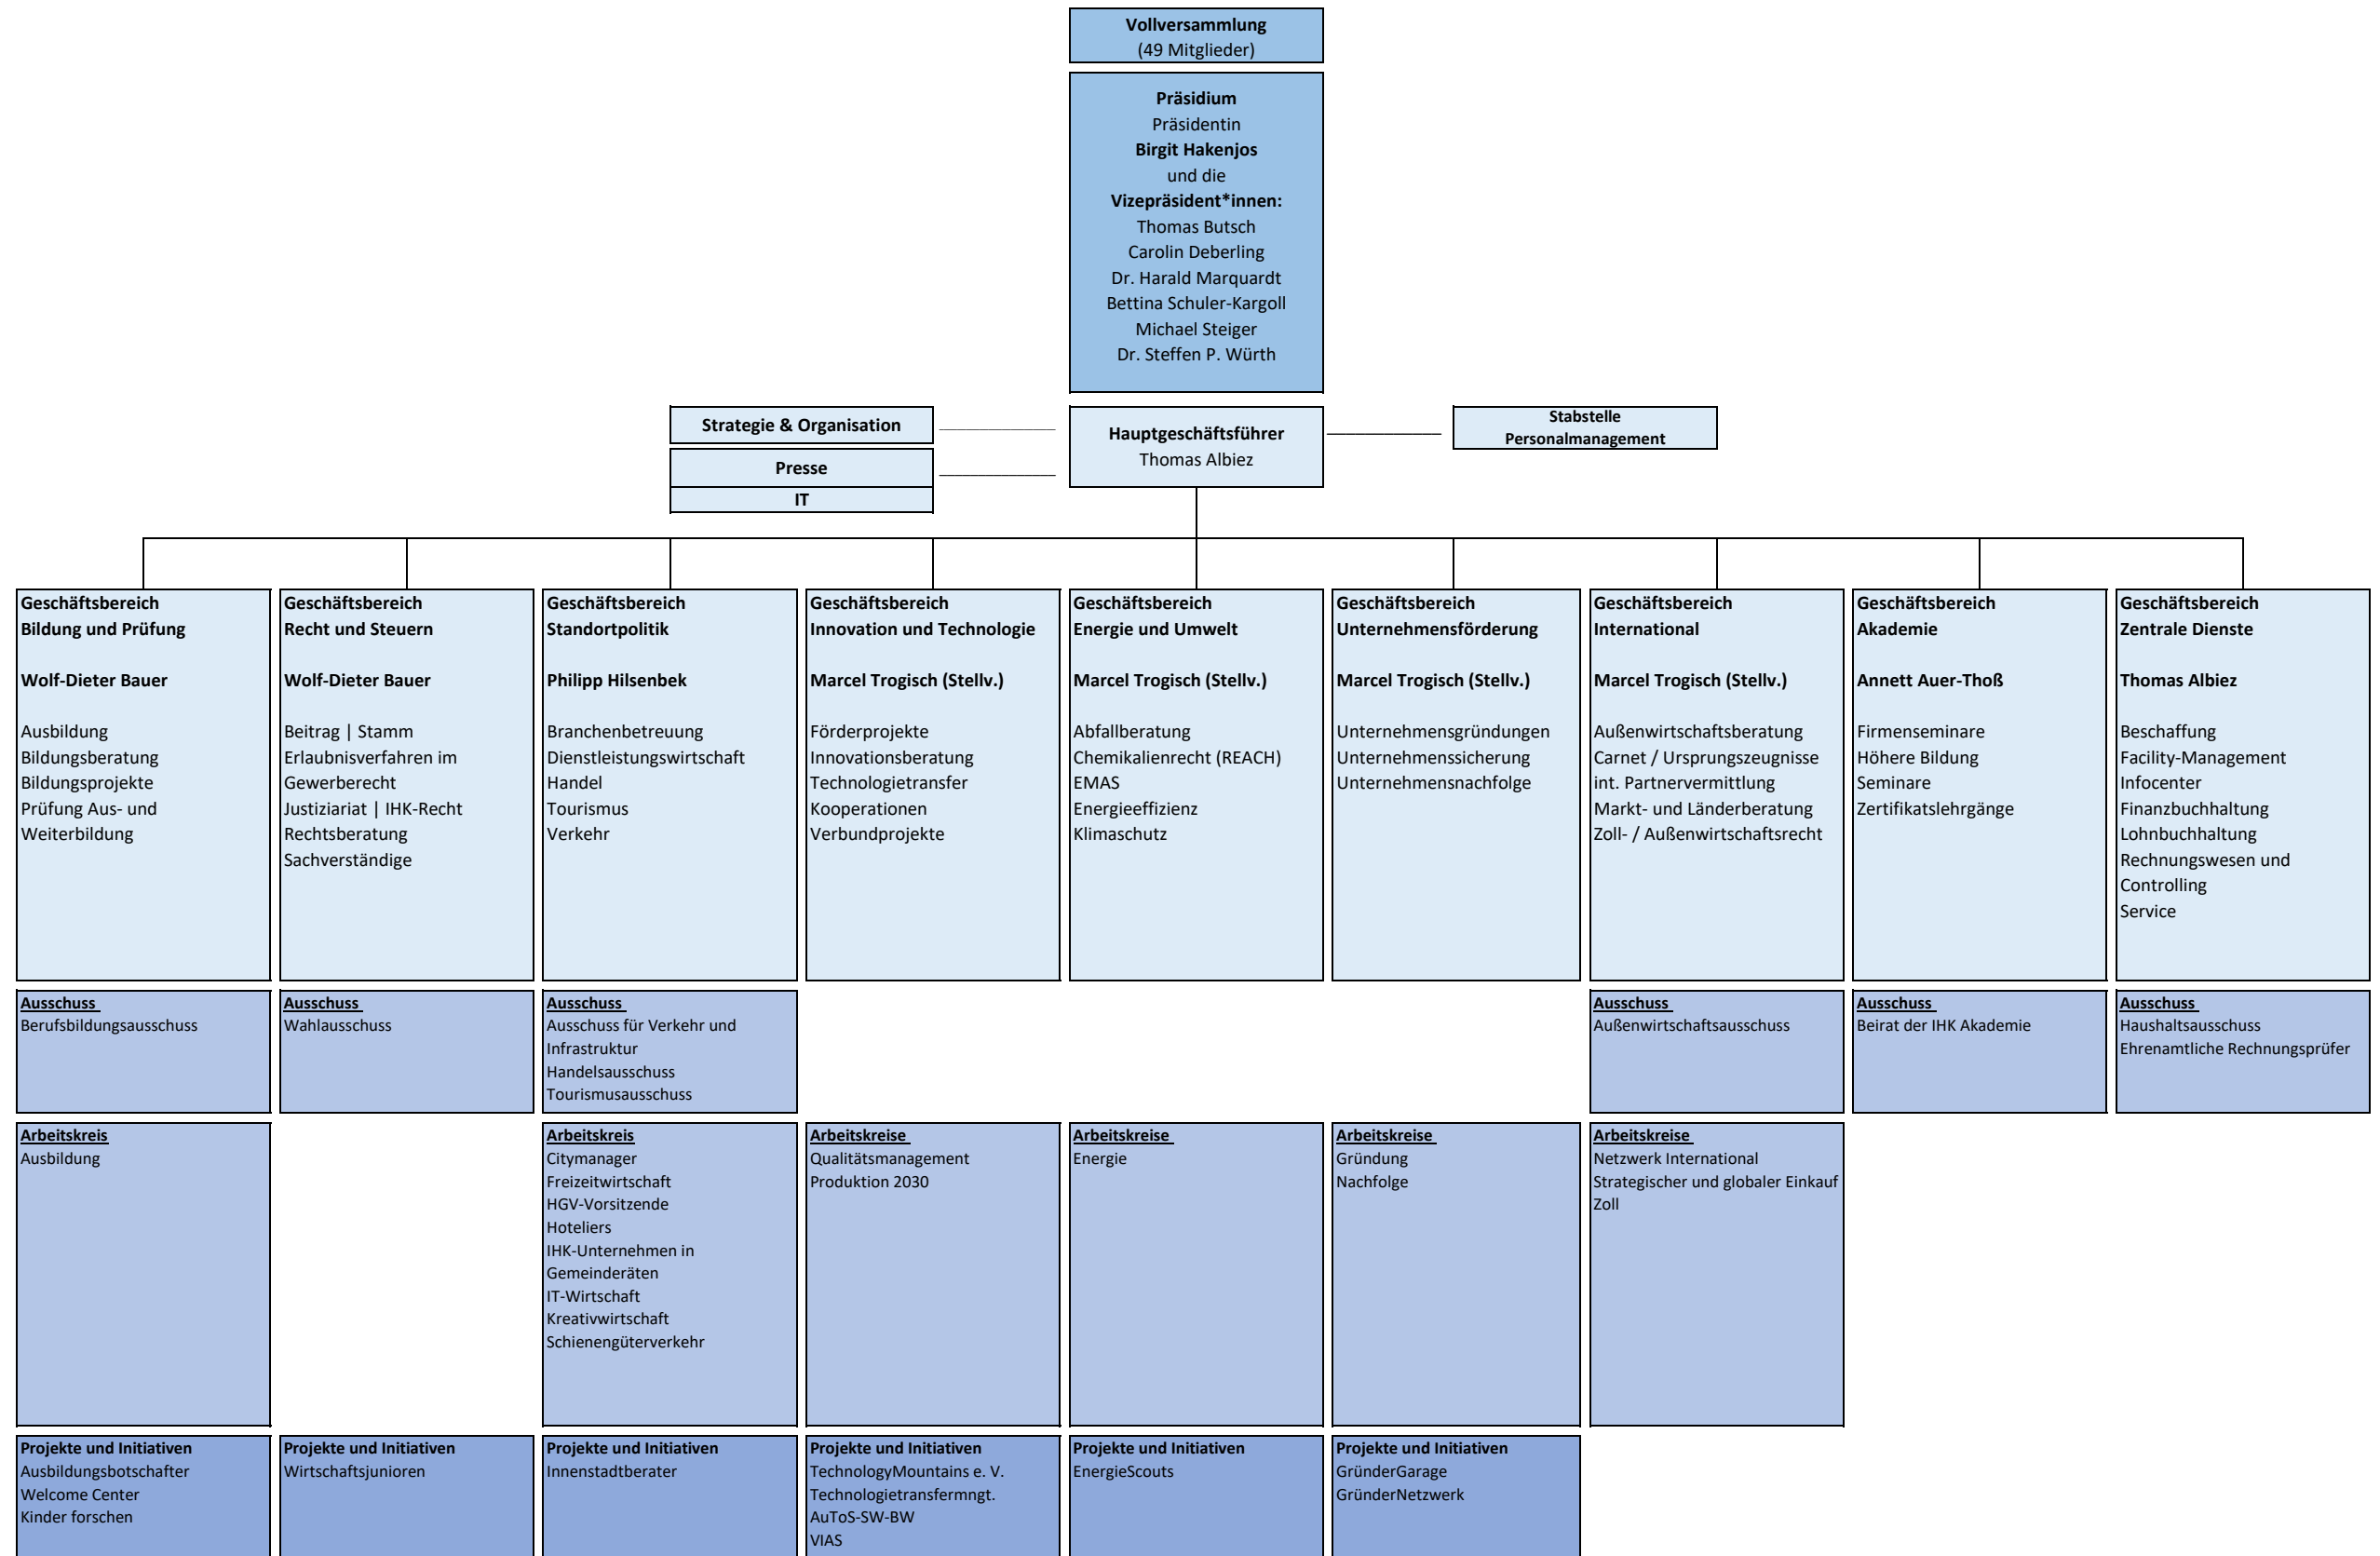 Vollversammlung
(49 Mitglieder)
Präsidium
Präsidentin
Birgit Hakenjos
und die
Vizepräsident*innen:
Thomas Butsch
Carolin Deberling
Dr. Harald Marquardt
Bettina Schuler-Kargoll
Michael Steiger
Dr. Steffen P. Würth
Strategie & Organisation
Presse
IT
Hauptgeschäftsführer
Thomas Albiez
Stabstelle
Personalmanagement
Geschäftsbereich
Bildung und Prüfung
Wolf-Dieter Bauer
Ausbildung
Bildungsberatung
Bildungsprojekte
Prüfung Aus- und
Weiterbildung
Geschäftsbereich
Recht und Steuern
Wolf-Dieter Bauer
Beitrag | Stamm
Erlaubnisverfahren im
Gewerberecht
Justiziariat | IHK-Recht
Rechtsberatung
Sachverständige
Geschäftsbereich
Standortpolitik
Philipp Hilsenbek
Branchenbetreuung
Dienstleistungswirtschaft
Handel
Tourismus
Verkehr
Geschäftsbereich
Innovation und Technologie
Marcel Trogisch (Stellv.)
Förderprojekte
Innovationsberatung
Technologietransfer
Kooperationen
Verbundprojekte
Geschäftsbereich
Energie und Umwelt
Marcel Trogisch (Stellv.)
Abfallberatung
Chemikalienrecht (REACH)
EMAS
Energieeffizienz
Klimaschutz
Geschäftsbereich
Unternehmensförderung
Marcel Trogisch (Stellv.)
Unternehmensgründungen
Unternehmenssicherung
Unternehmensnachfolge
Geschäftsbereich
International
Marcel Trogisch (Stellv.)
Außenwirtschaftsberatung
Carnet / Ursprungszeugnisse
int. Partnervermittlung
Markt- und Länderberatung
Zoll- / Außenwirtschaftsrecht
Geschäftsbereich
Akademie
Annett Auer-Thoß
Firmenseminare
Höhere Bildung
Seminare
Zertifikatslehrgänge
Geschäftsbereich
Zentrale Dienste
Thomas Albiez
Beschaffung
Facility-Management
Infocenter
Finanzbuchhaltung
Lohnbuchhaltung
Rechnungswesen und
Controlling
Service
Ausschuss
Berufsbildungsausschuss
Ausschuss
Wahlausschuss
Ausschuss
Ausschuss für Verkehr und
Infrastruktur
Handelsausschuss
Tourismusausschuss
Ausschuss
Außenwirtschaftsausschuss
Ausschuss
Beirat der IHK Akademie
Ausschuss
Haushaltsausschuss
Ehrenamtliche Rechnungsprüfer
Arbeitskreis
Ausbildung
Arbeitskreis
Citymanager
Freizeitwirtschaft
HGV-Vorsitzende
Hoteliers
IHK-Unternehmen in
Gemeinderäten
IT-Wirtschaft
Kreativwirtschaft
Schienengüterverkehr
Arbeitskreise
Qualitätsmanagement
Produktion 2030
Arbeitskreise
Energie
Arbeitskreise
Gründung
Nachfolge
Arbeitskreise
Netzwerk International
Strategischer und globaler Einkauf
Zoll
Projekte und Initiativen
Ausbildungsbotschafter
Welcome Center
Kinder forschen
Projekte und Initiativen
Wirtschaftsjunioren
Projekte und Initiativen
Innenstadtberater
Projekte und Initiativen
TechnologyMountains e. V.
Technologietransfermngt.
AuToS-SW-BW
VIAS
Projekte und Initiativen
EnergieScouts
Projekte und Initiativen
GründerGarage
GründerNetzwerk